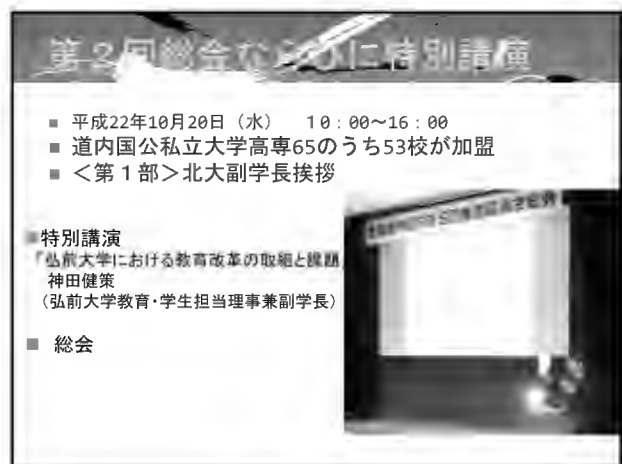 第２回総会ならびに特別講演
■ 平成22年10月20日（水）　１０：００～１６：００
■ 道内国公私立大学高専65のうち53校が加盟
■ ＜第１部＞北大副学長挨拶
■特別講演
「弘前大学における教育改革の取組と課題」
神田健策
（弘前大学教育・学生担当理事兼副学長）
■ 総会